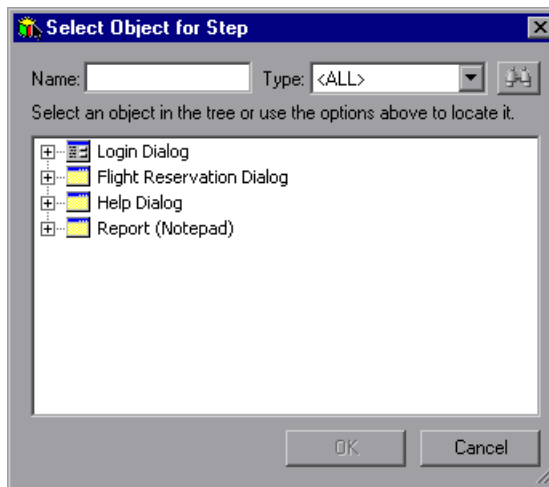 Select Object for Step
Name: Type: <ALL>
Select an object in the tree or use the options above to locate it.
Login Dialog
Flight Reservation Dialog
Help Dialog
Report (Notepad)
OK Cancel